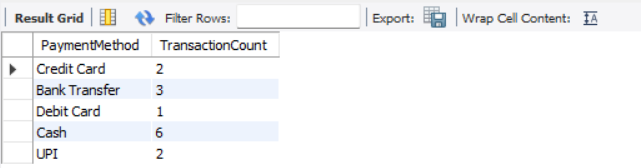 Result Grid Filter Rows: Export: Wrap Cell Content: IA
PaymentMethod TransactionCount
Credit Card 2
Bank Transfer 3
Debit Card 1
Cash 6
UPI 2